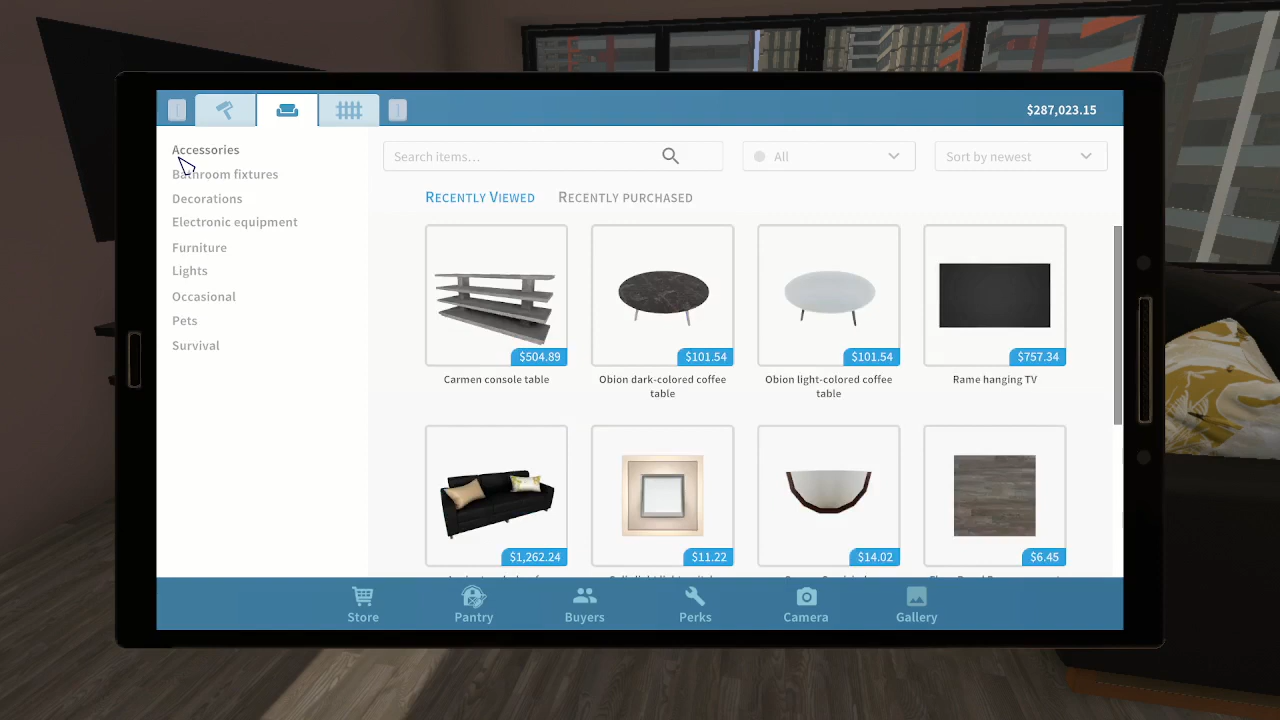 $287,023.15
Accessories
Bathroom fixtures
Decorations
Electronic equipment
Furniture
Lights
Occasional
Pets
Survival
Search items...
All
Sort by newest
RECENTLY VIEWED
RECENTLY PURCHASED
$504.89
$101.54
$101.54
$757.34
Carmen console table
Obion dark-colored coffee
table
Obion light-colored coffee
table
Rame hanging TV
$1,262.24
$11.22
$14.02
$6.45
Store
Pantry
Buyers
Perks
Camera
Gallery